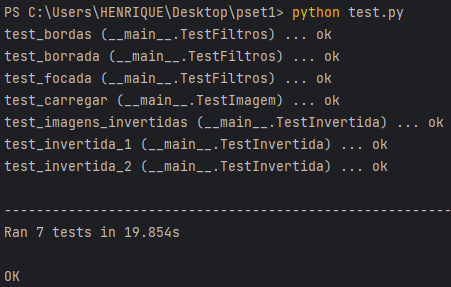 PS C:\Users\HENRIQUE\Desktop\pset1> python test.py
test_bordas (__main__.TestFiltros) ... ok
test_borrada (__main__.TestFiltros) ... ok
test_focada (__main__.TestFiltros) ... ok
test_carregar (__main__.TestImagem) ... ok
test_imagens_invertidas (__main__.TestInvertida) ... ok
test_invertida_1 (__main__.TestInvertida) ... ok
test_invertida_2 (__main__.TestInvertida) ... ok
--------------------------------------------------------
Ran 7 tests in 19.854s
OK